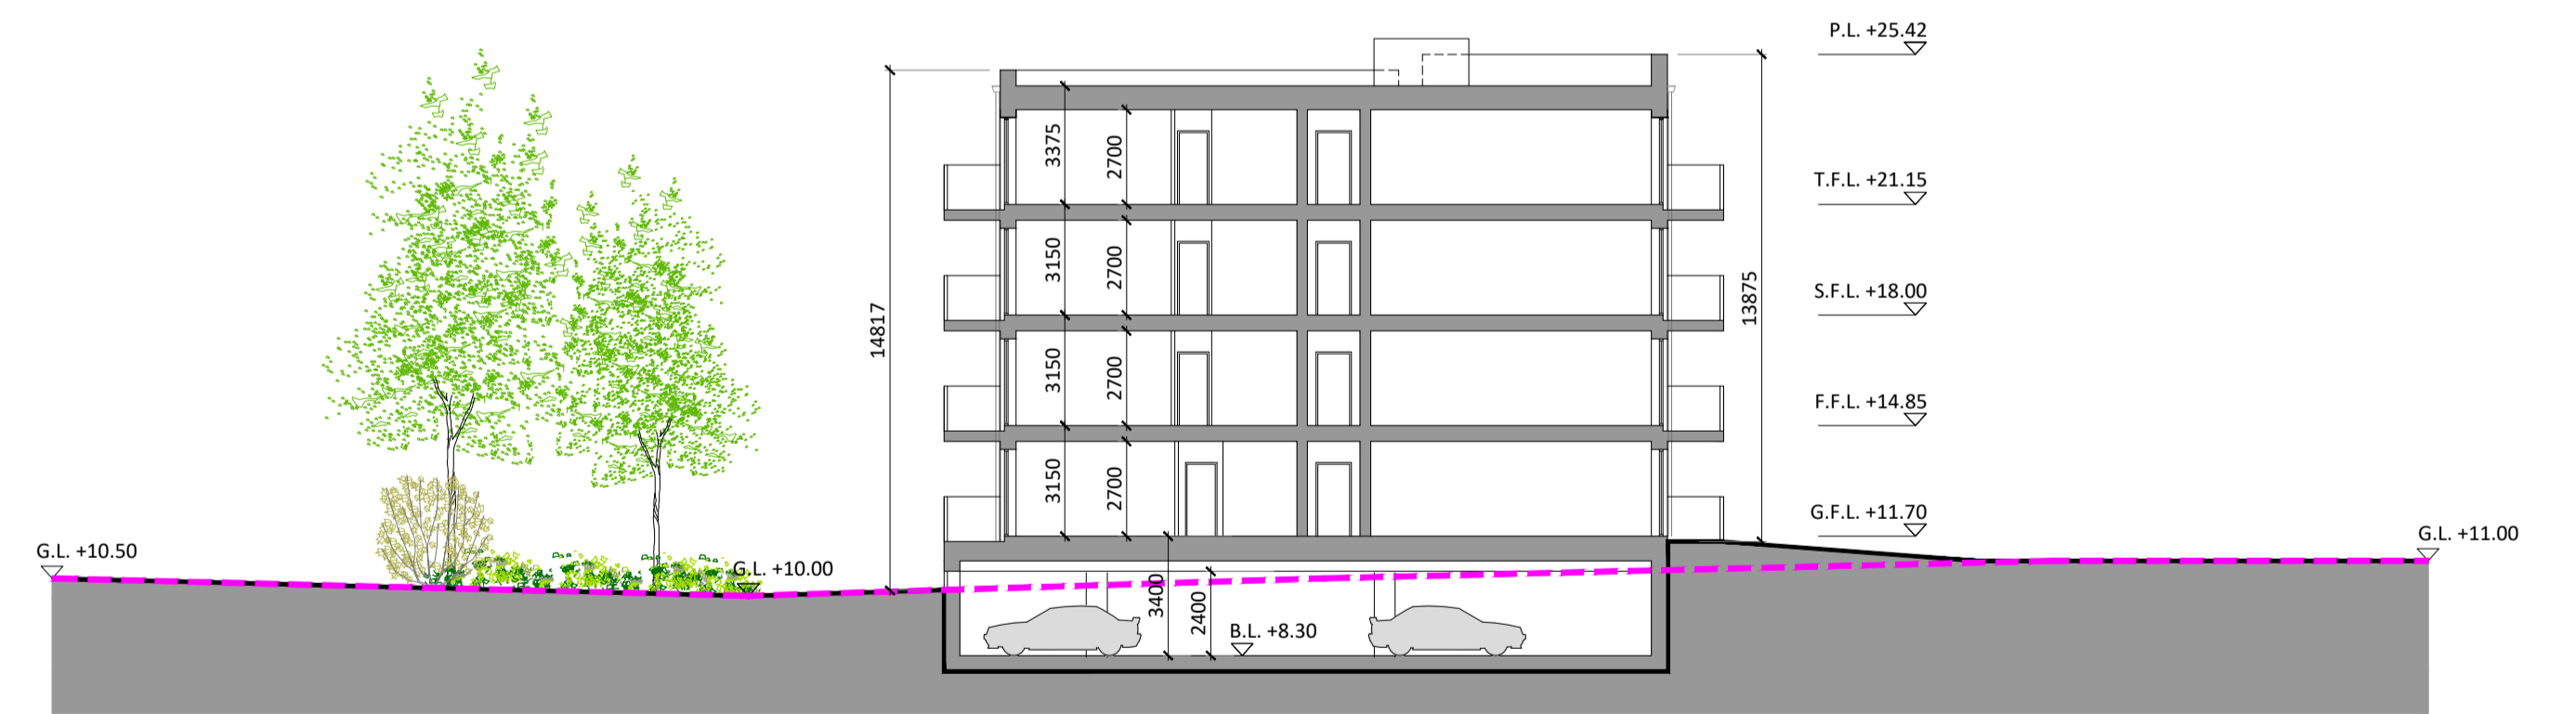 P.L. +25.42
3375
2700
T.F.L. +21.15
3150
2700
14817
13875
S.F.L. +18.00
3150
2700
F.F.L. +14.85
3150
2700
G.F.L. +11.70
G.L. +11.00
G.L. +10.50
G.L. +10.00
3400
2400
B.L. +8.30